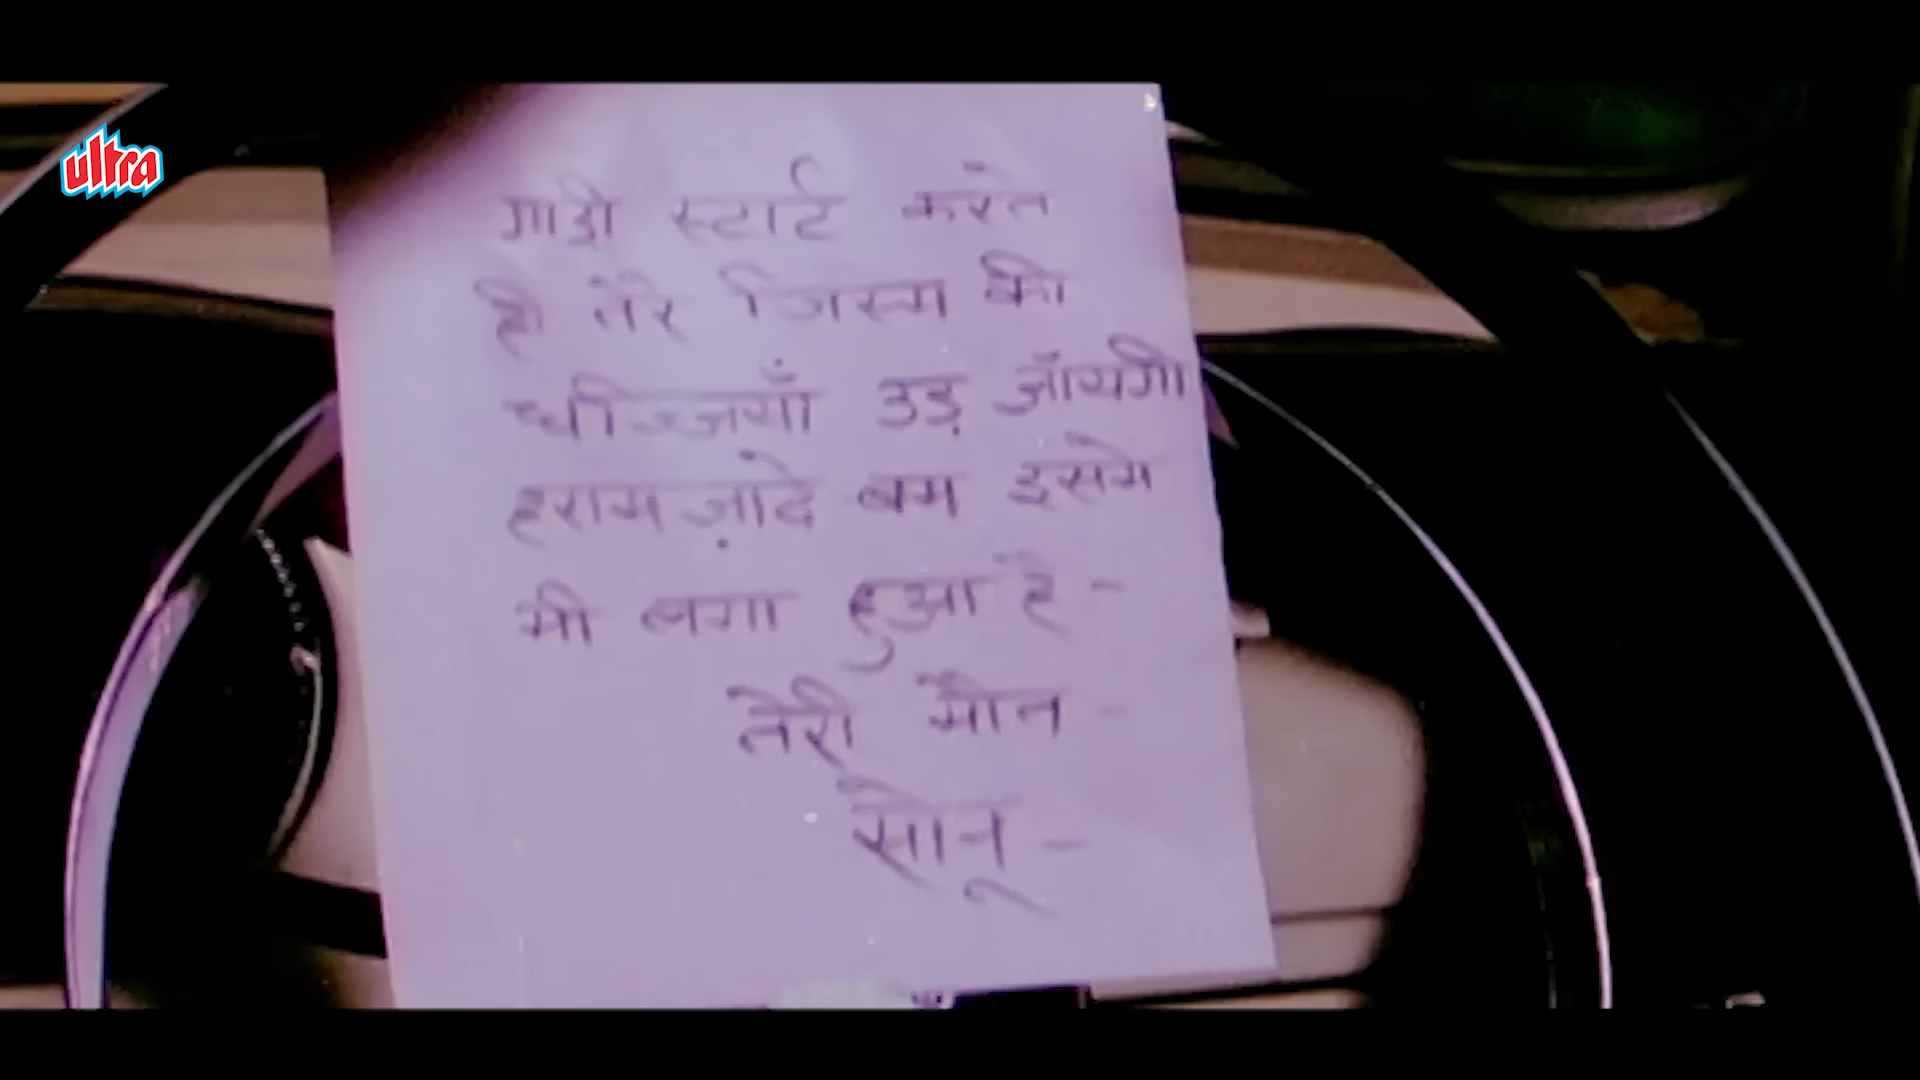 ultra
गाड़ी स्टार्ट करते
ही तेरे जिस्म की
धज्जियाँ उड़ जाँयगी
हरामज़ादे बम इसमें
भी लगा हुआ है -
तेरी मौत -
सोनू -